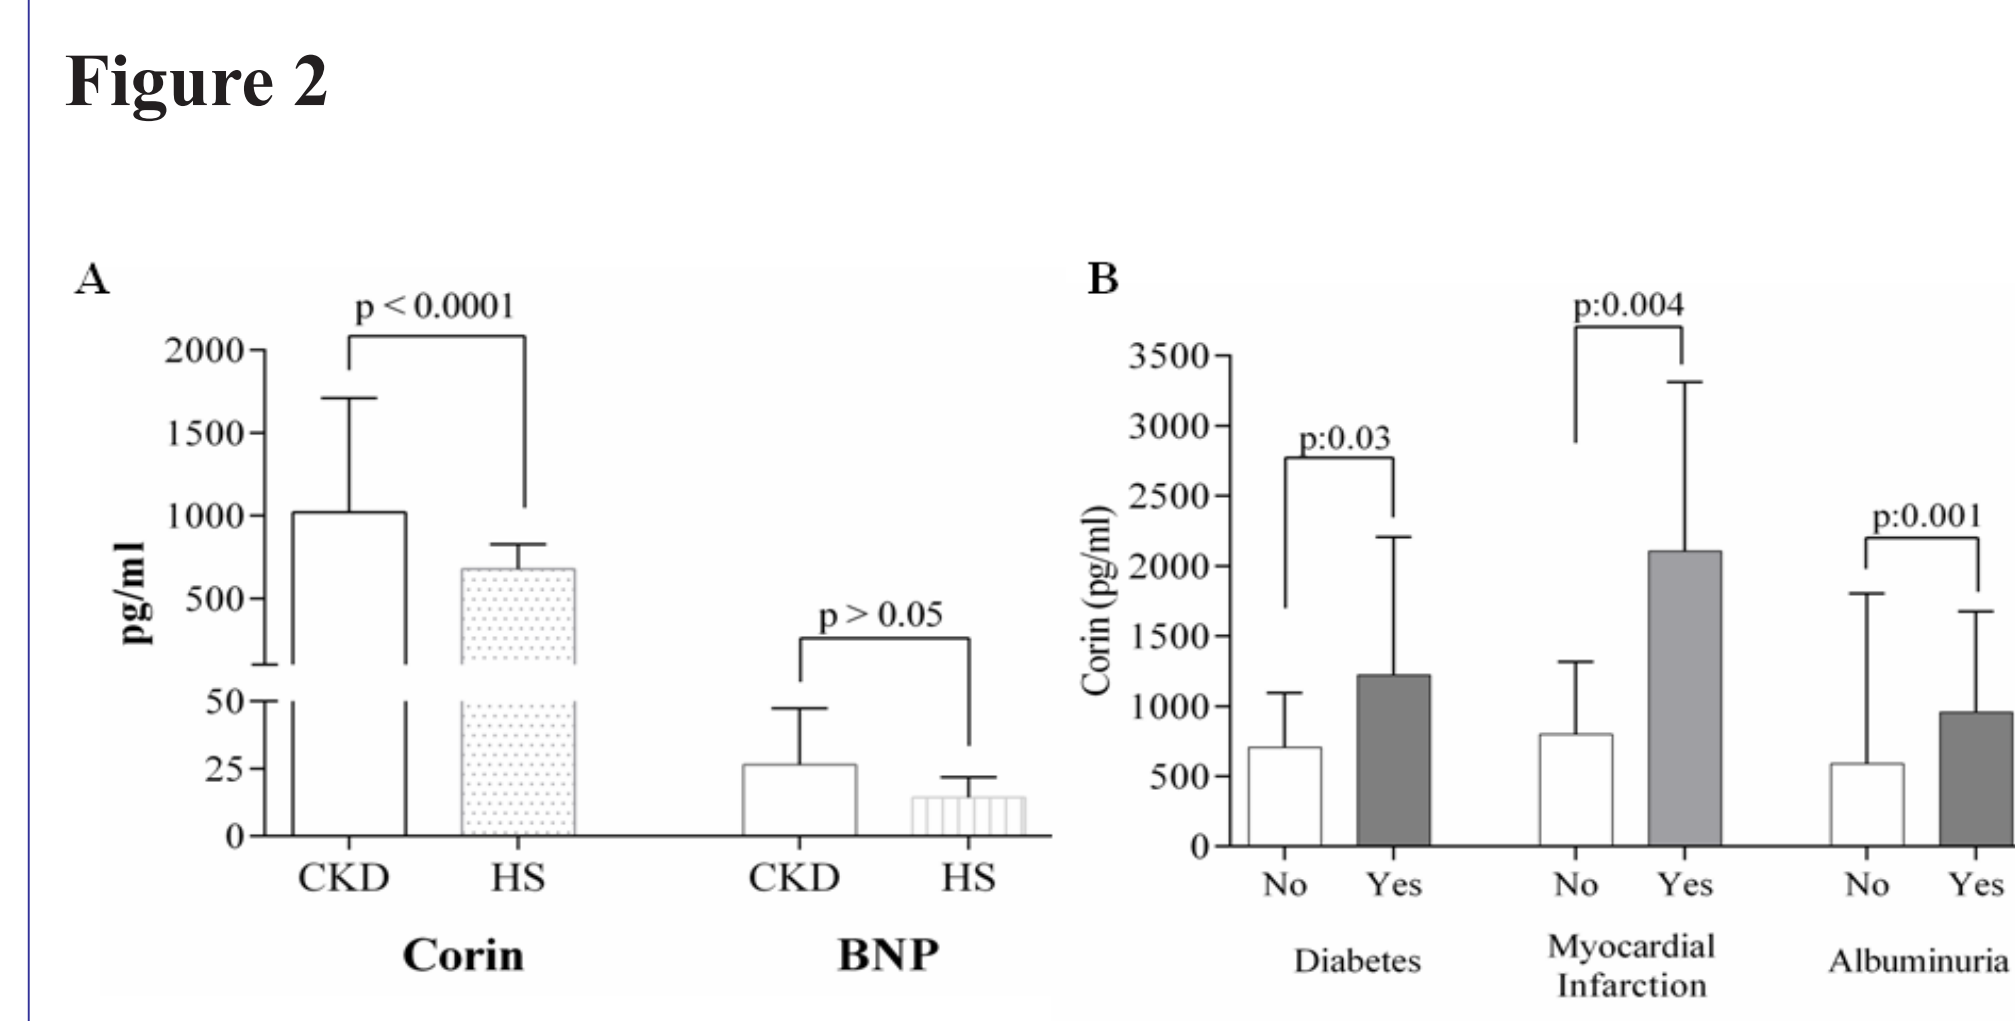 Figure 2
A
p < 0.0001
2000
1500
1000
500
50
25
0
pg/ml
p > 0.05
CKD
HS
CKD
HS
Corin
BNP
B
p:0.004
3500
3000
2500
2000
1500
1000
500
0
Corin (pg/ml)
p:0.03
p:0.001
No
Yes
No
Yes
No
Yes
Diabetes
Myocardial
Infarction
Albuminuria